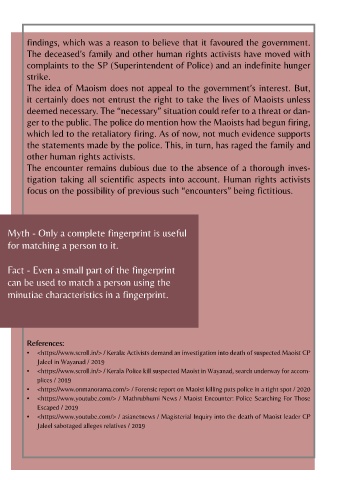 findings, which was a reason to believe that it favoured the government.
The deceased's family and other human rights activists have moved with
complaints to the SP (Superintendent of Police) and an indefinite hunger
strike.
The idea of Maoism does not appeal to the government's interest. But,
it certainly does not entrust the right to take the lives of Maoists unless
deemed necessary. The “necessary” situation could refer to a threat or dan-
ger to the public. The police do mention how the Maoists had begun firing,
which led to the retaliatory firing. As of now, not much evidence supports
the statements made by the police. This, in turn, has raged the family and
other human rights activists.
The encounter remains dubious due to the absence of a thorough inves-
tigation taking all scientific aspects into account. Human rights activists
focus on the possibility of previous such “encounters” being fictitious.
Myth - Only a complete fingerprint is useful
for matching a person to it.
Fact - Even a small part of the fingerprint
can be used to match a person using the
minutiae characteristics in a fingerprint.
References:
• <https://www.scroll.in/> / Kerala: Activists demand an investigation into death of suspected Maoist CP
Jaleel in Wayanad / 2019
• <https://www.scroll.in/> / Kerala Police kill suspected Maoist in Wayanad, search underway for accom-
plices / 2019
• <https://www.onmanorama.com/> / Forensic report on Maoist killing puts police in a tight spot / 2020
• <https://www.youtube.com/> / Mathrubhumi News / Maoist Encounter: Police Searching For Those
Escaped / 2019
• <https://www.youtube.com/> / asianetnews / Magisterial Inquiry into the death of Maoist leader CP
Jaleel sabotaged alleges relatives / 2019